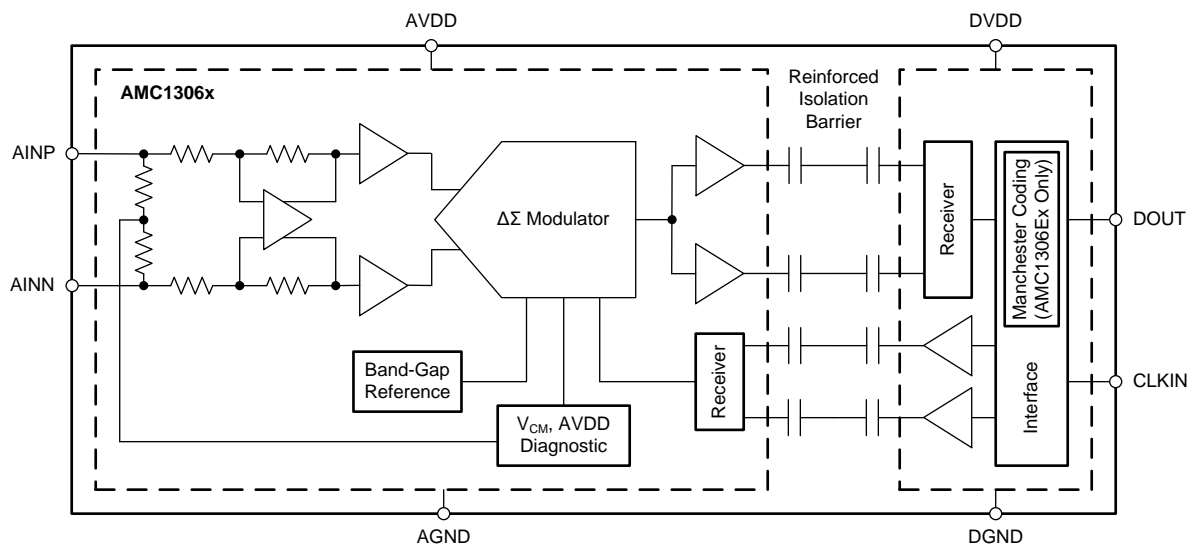 AVDD
DVDD
AMC1306x
Reinforced
Isolation
Barrier
AINP
AINN
ΔΣ Modulator
Receiver
Manchester Coding
(AMC1306Ex Only)
DOUT
Band-Gap
Reference
VCM, AVDD
Diagnostic
Receiver
Interface
CLKIN
AGND
DGND